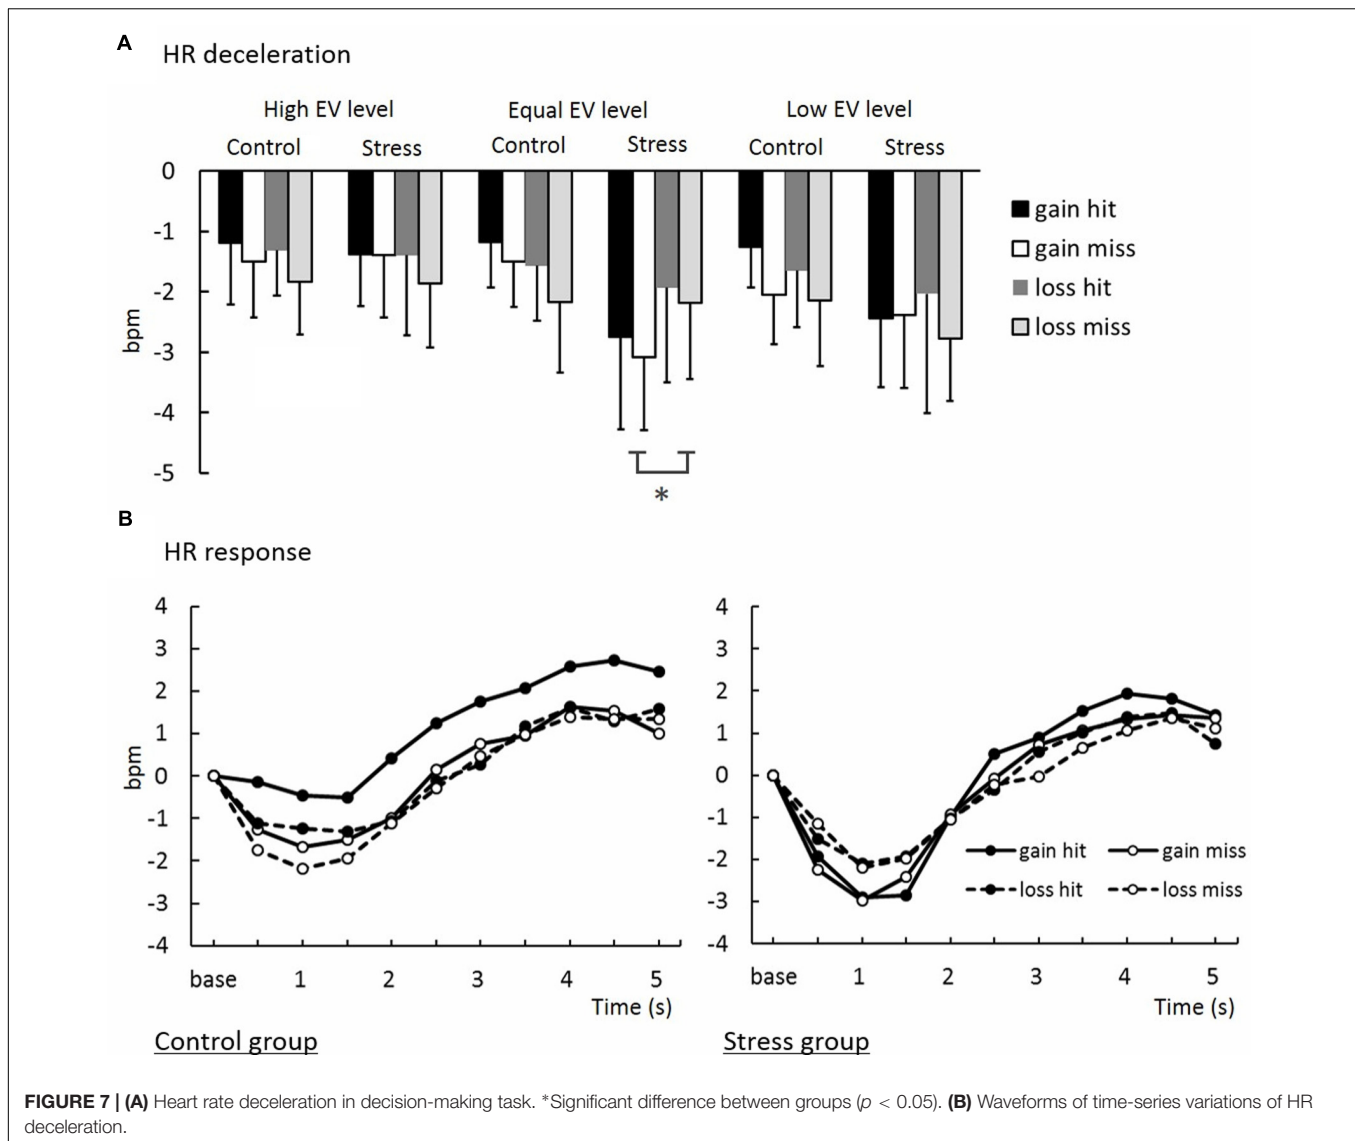 A
HR deceleration
High EV level Equal EV level Low EV level
Control Stress Control Stress Control Stress
0
-1
-2
-3
-4
-5
bpm
gain hit
gain miss
loss hit
loss miss
*
B
HR response
4
3
2
1
0
-1
-2
-3
-4
bpm
base 1 2 3 4 5
Time (s)
Control group
4
3
2
1
0
-1
-2
-3
-4
gain hit gain miss
loss hit loss miss
base 1 2 3 4 5
Time (s)
Stress group
FIGURE 7 | (A) Heart rate deceleration in decision-making task. *Significant difference between groups (p < 0.05). (B) Waveforms of time-series variations of HR
deceleration.